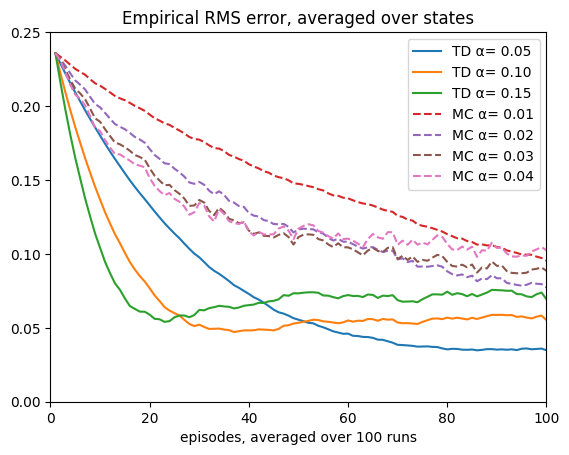 Empirical RMS error, averaged over states
0.25
0.20
0.15
0.10
0.05
0.00
TD α= 0.05
TD α= 0.10
TD α= 0.15
MC α= 0.01
MC α= 0.02
MC α= 0.03
MC α= 0.04
0 20 40 60 80 100
episodes, averaged over 100 runs